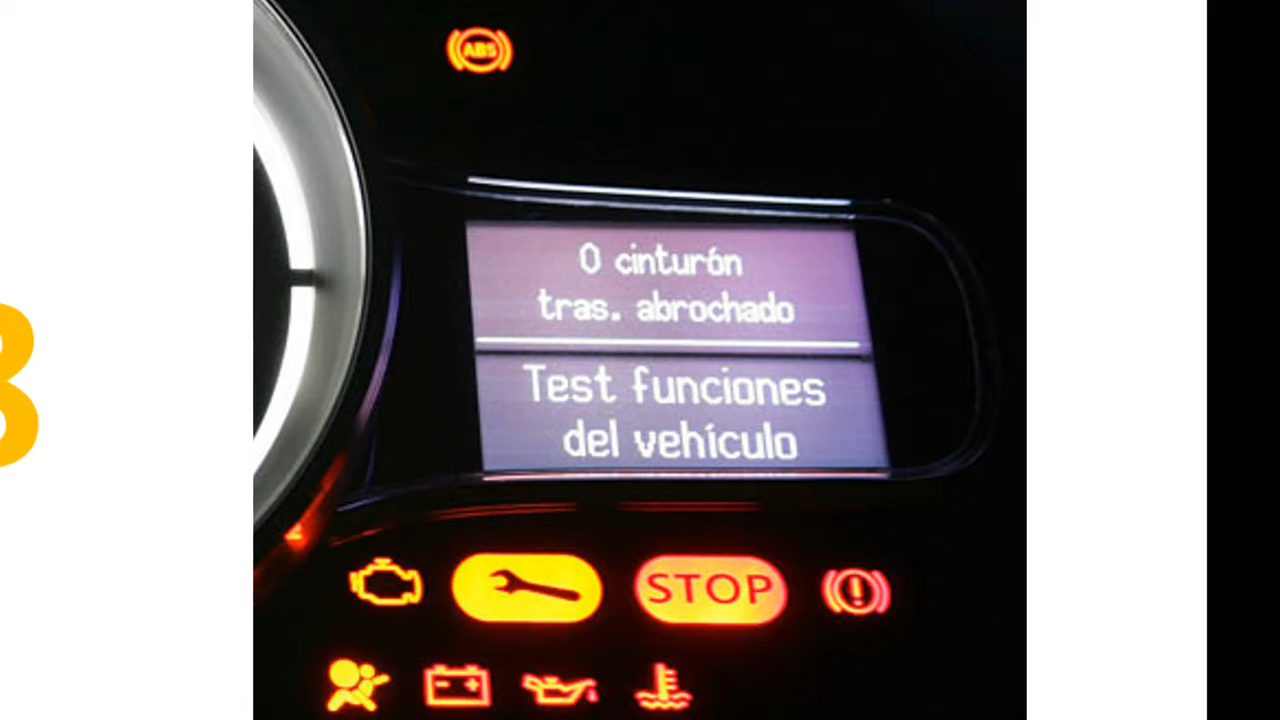 ABS
0 cinturón
tras. abrochado
Test funciones
del vehículo
STOP